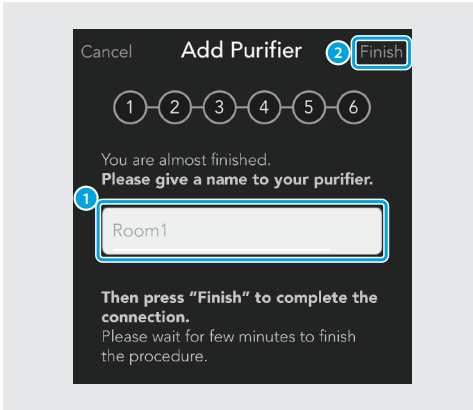 Cancel Add Purifier 2 Finish
1 2 3 4 5 6
You are almost finished.
Please give a name to your purifier.
1
Room1
Then press "Finish" to complete the
connection.
Please wait for few minutes to finish
the procedure.